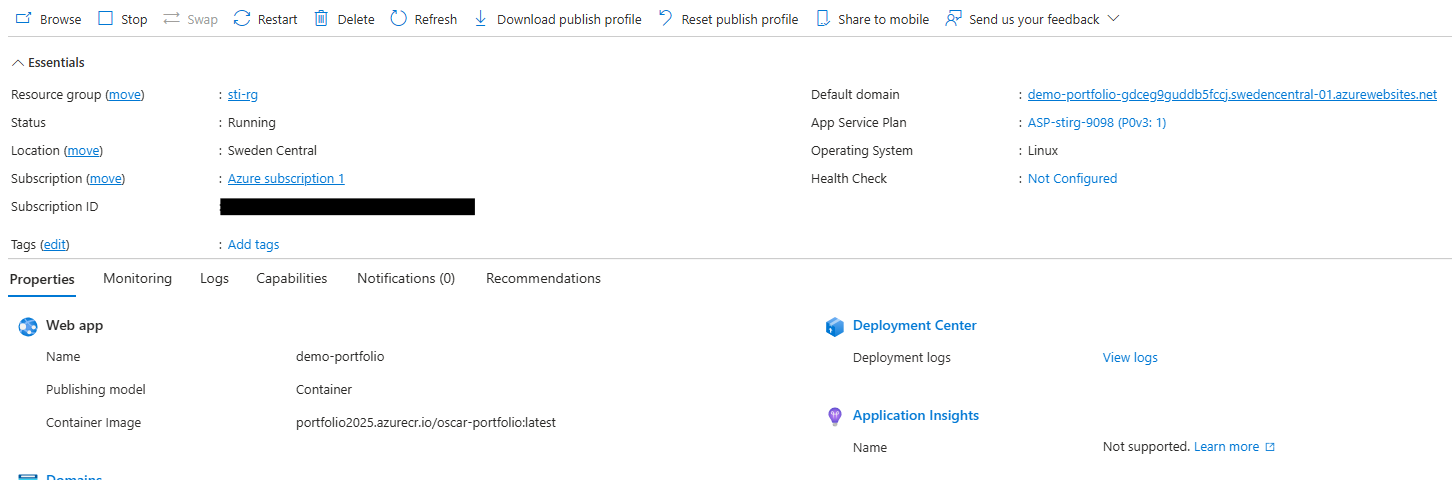 Browse Stop Swap Restart Delete Refresh Download publish profile Reset publish profile Share to mobile Send us your feedback
Essentials
Resource group (move) : sti-rg
Status : Running
Location (move) : Sweden Central
Subscription (move) : Azure subscription 1
Subscription ID
Tags (edit) : Add tags
Default domain : demo-portfolio-gdceg9guddb5fccj.swedencentral-01.azurewebsites.net
App Service Plan : ASP-stirg-9098 (P0v3: 1)
Operating System : Linux
Health Check : Not Configured
Properties Monitoring Logs Capabilities Notifications (0) Recommendations
Web app
Name demo-portfolio
Publishing model Container
Container Image portfolio2025.azurecr.io/oscar-portfolio:latest
Domains
Deployment Center
Deployment logs View logs
Application Insights
Name Not supported. Learn more